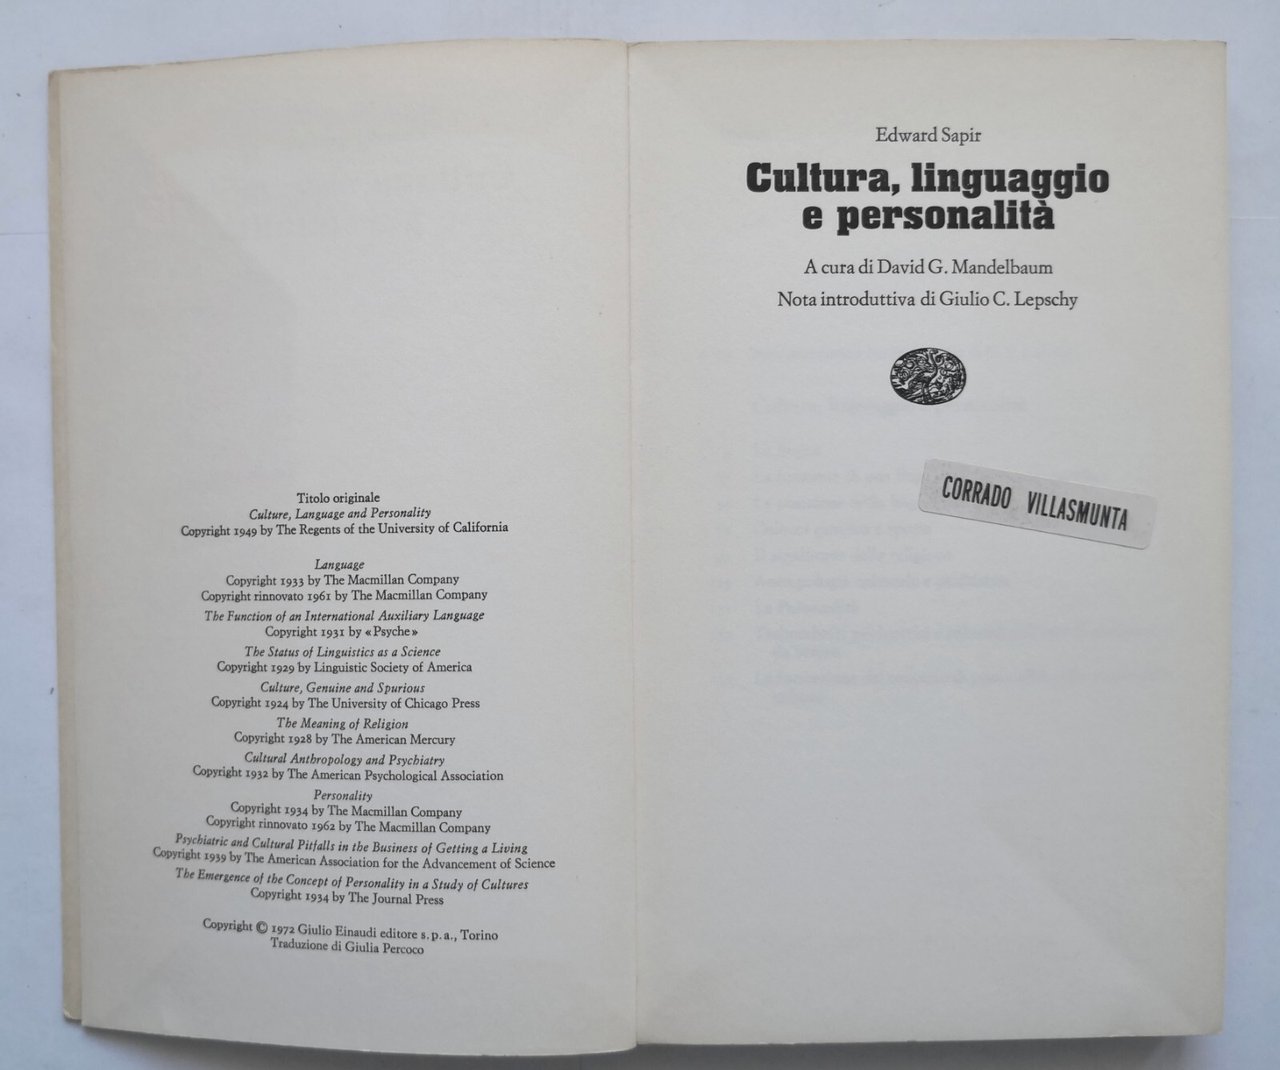 Titolo originale
Culture, Language and Personality
Copyright 1949 by The Regents of the University of California
Language
Copyright 1933 by The Macmillan Company
Copyright rinnovato 1961 by The Macmillan Company
The Function of an International Auxiliary Language
Copyright 1931 by «Psyche»
The Status of Linguistics as a Science
Copyright 1929 by Linguistic Society of America
Culture, Genuine and Spurious
Copyright 1924 by The University of Chicago Press
The Meaning of Religion
Copyright 1928 by The American Mercury
Cultural Anthropology and Psychiatry
Copyright 1932 by The American Psychological Association
Personality
Copyright 1934 by The Macmillan Company
Copyright rinnovato 1962 by The Macmillan Company
Psychiatric and Cultural Pitfalls in the Business of Getting a Living
Copyright 1939 by The American Association for the Advancement of Science
The Emergence of the Concept of Personality in a Study of Cultures
Copyright 1934 by The Journal Press
Copyright © 1972 Giulio Einaudi editore s.p.a., Torino
Traduzione di Giulia Percoco
Edward Sapir
Cultura, linguaggio
e personalità
A cura di David G. Mandelbaum
Nota introduttiva di Giulio C. Lepschy
CORRADO VILLASMUNTA